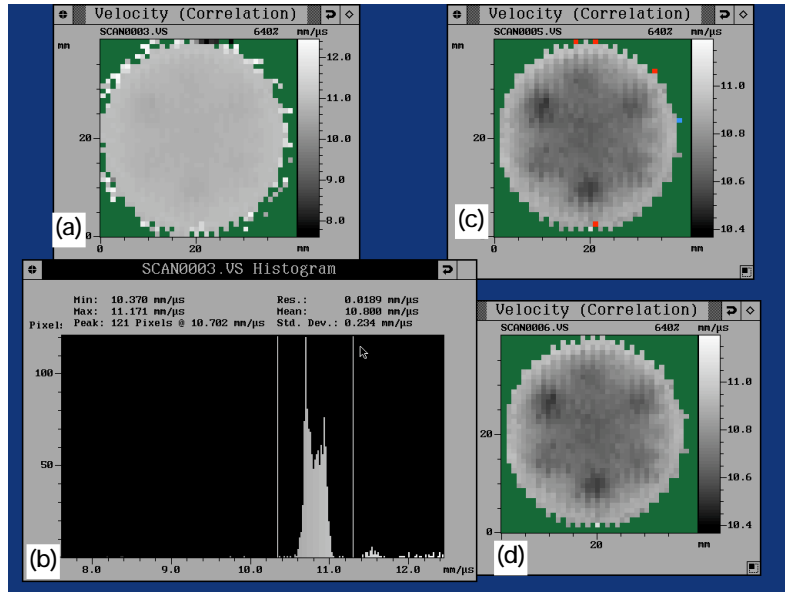 Velocity (Correlation)
SCAN0003.VS 640% mm/µs
mm
12.0
11.0
10.0
9.0
8.0
20
0
0 20 mm
(a)
Velocity (Correlation)
SCAN0005.VS 640% mm/µs
mm
11.0
10.8
10.6
10.4
20
0
0 20 mm
(c)
SCAN0003.VS Histogram
Min: 10.370 mm/µs Res.: 0.0189 mm/µs
Max: 11.171 mm/µs Mean: 10.800 mm/µs
Peak: 121 Pixels @ 10.702 mm/µs Std. Dev.: 0.234 mm/µs
Pixel:
100
50
8.0 9.0 10.0 11.0 12.0 mm/µs
(b)
Velocity (Correlation)
SCAN0006.VS 640% mm/µs
mm
11.0
10.8
10.6
10.4
20
0
20 mm
(d)